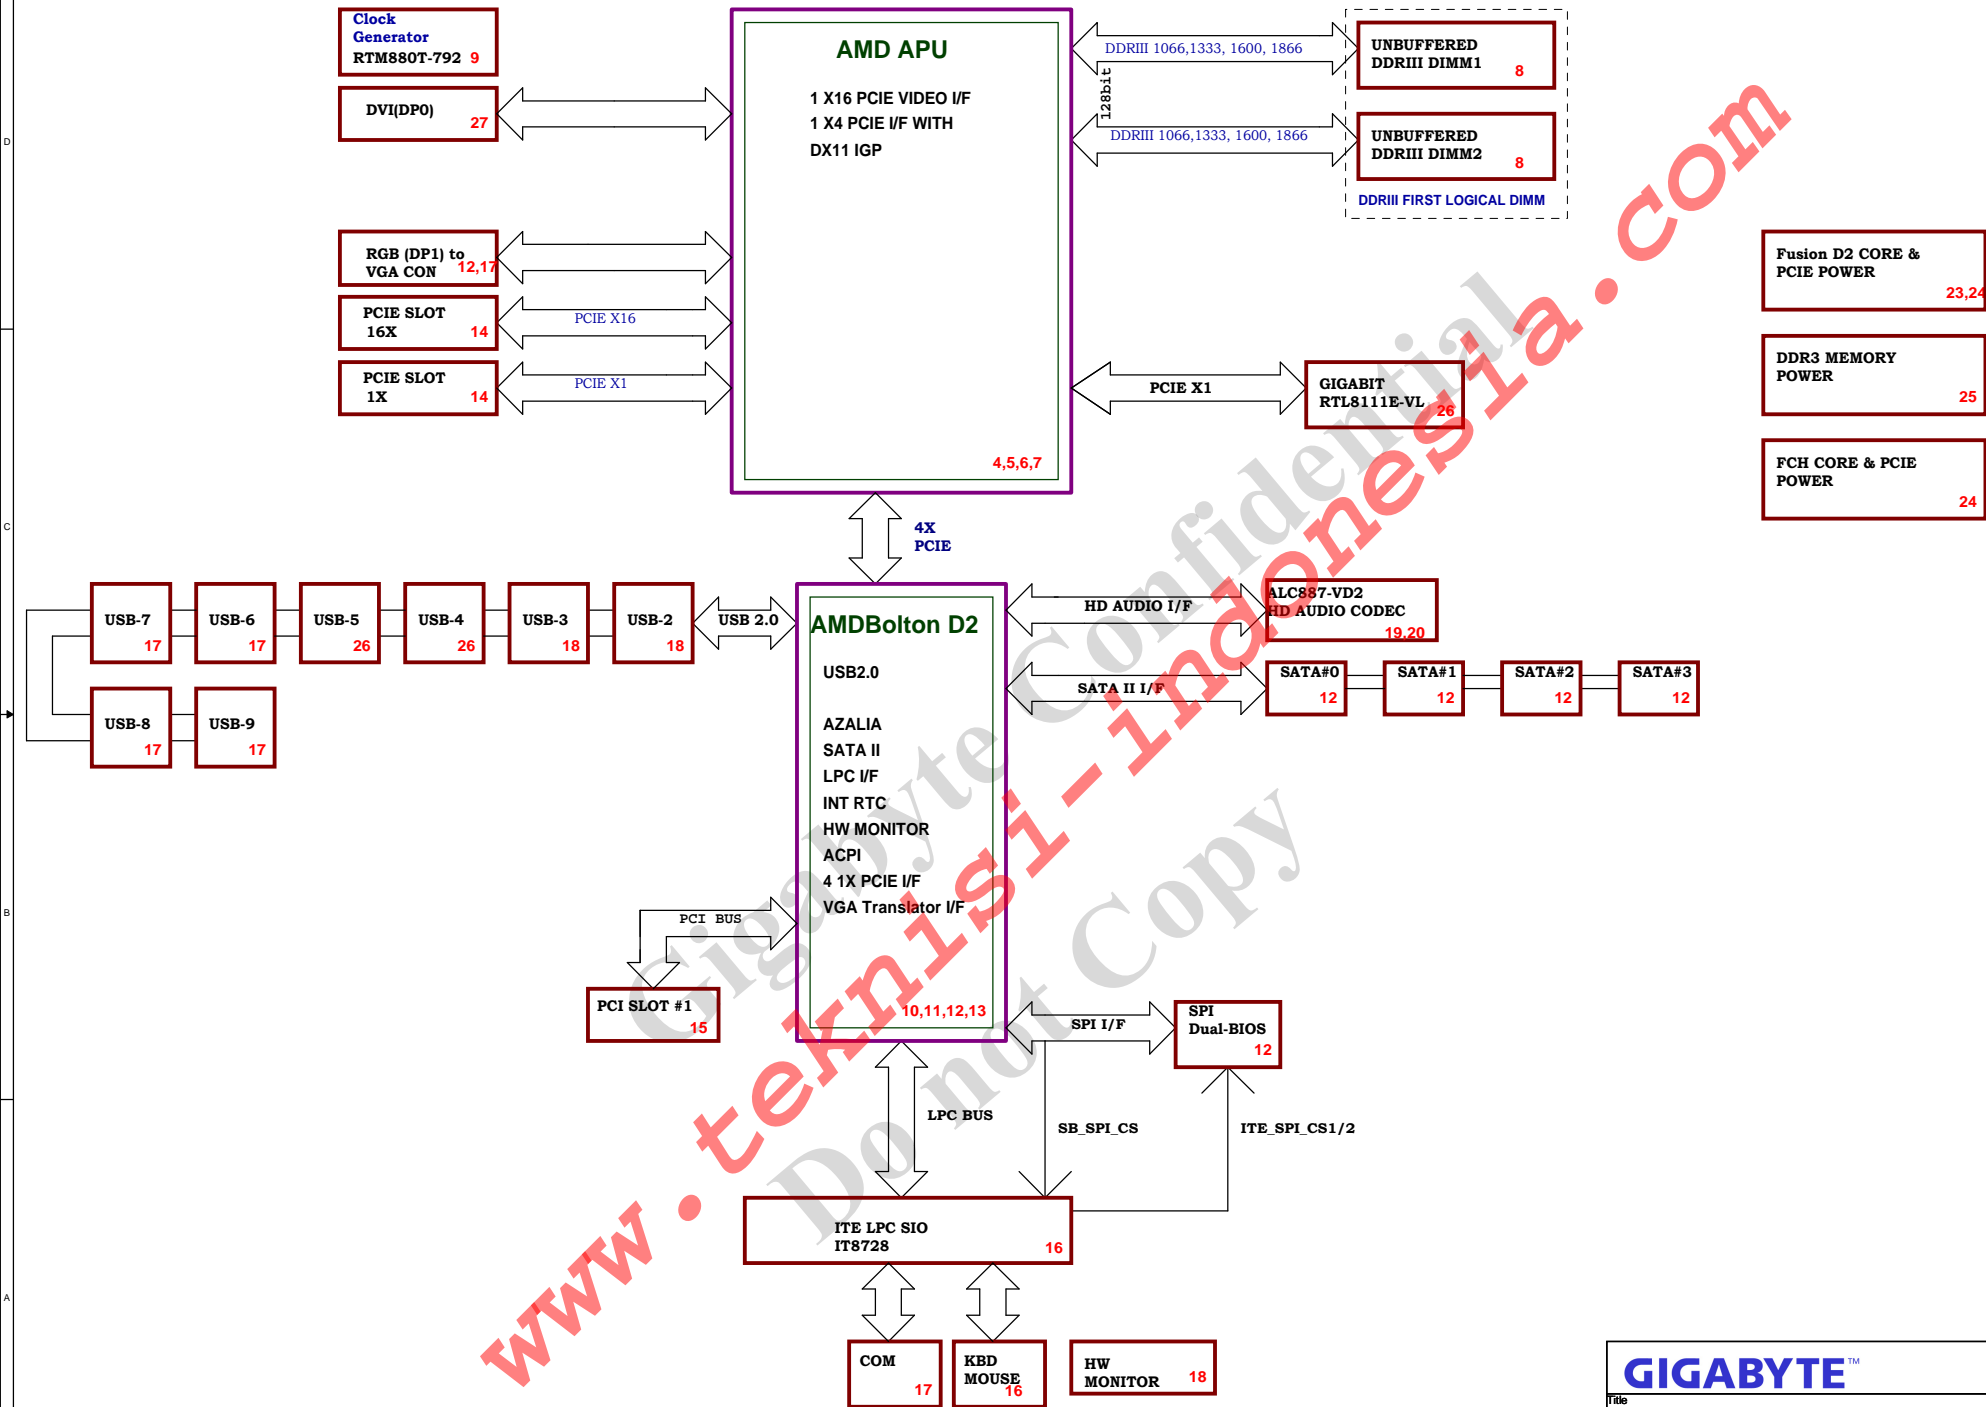 Clock
Generator
RTM880T-792 9
DVI(DP0)
27
RGB (DP1) to
VGA CON 12,17
PCIE SLOT
16X 14
PCIE SLOT
1X 14
PCIE X16
PCIE X1
AMD APU
1 X16 PCIE VIDEO I/F
1 X4 PCIE I/F WITH
DX11 IGP
4,5,6,7
DDRIII 1066,1333, 1600, 1866
128bit
DDRIII 1066,1333, 1600, 1866
UNBUFFERED
DDRIII DIMM1
8
UNBUFFERED
DDRIII DIMM2
8
DDRIII FIRST LOGICAL DIMM
PCIE X1
GIGABIT
RTL8111E-VL 26
Fusion D2 CORE &
PCIE POWER
23,24
DDR3 MEMORY
POWER
25
FCH CORE & PCIE
POWER
24
4X
PCIE
USB-7
17
USB-6
17
USB-5
26
USB-4
26
USB-3
18
USB-2
18
USB 2.0
USB-8
17
USB-9
17
AMDBolton D2
USB2.0
AZALIA
SATA II
LPC I/F
INT RTC
HW MONITOR
ACPI
4 1X PCIE I/F
VGA Translator I/F
10,11,12,13
HD AUDIO I/F
ALC887-VD2
HD AUDIO CODEC
19,20
SATA II I/F
SATA#0
12
SATA#1
12
SATA#2
12
SATA#3
12
PCI BUS
PCI SLOT #1
15
SPI I/F
SPI
Dual-BIOS
12
LPC BUS
SB_SPI_CS
ITE_SPI_CS1/2
ITE LPC SIO
IT8728
16
COM
17
KBD
MOUSE
16
HW
MONITOR 18
D
C
B
A
GIGABYTE™
Title
Gigabyte Confidential
Do not Copy
www.teknisi-indonesia.com